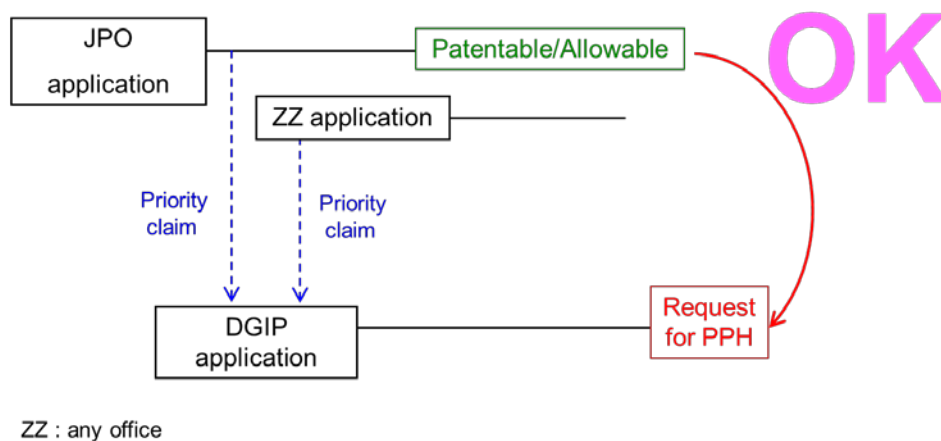 JPO
application
Patentable/Allowable
OK
ZZ application
Priority
claim
Priority
claim
DGIP
application
Request
for PPH
ZZ : any office